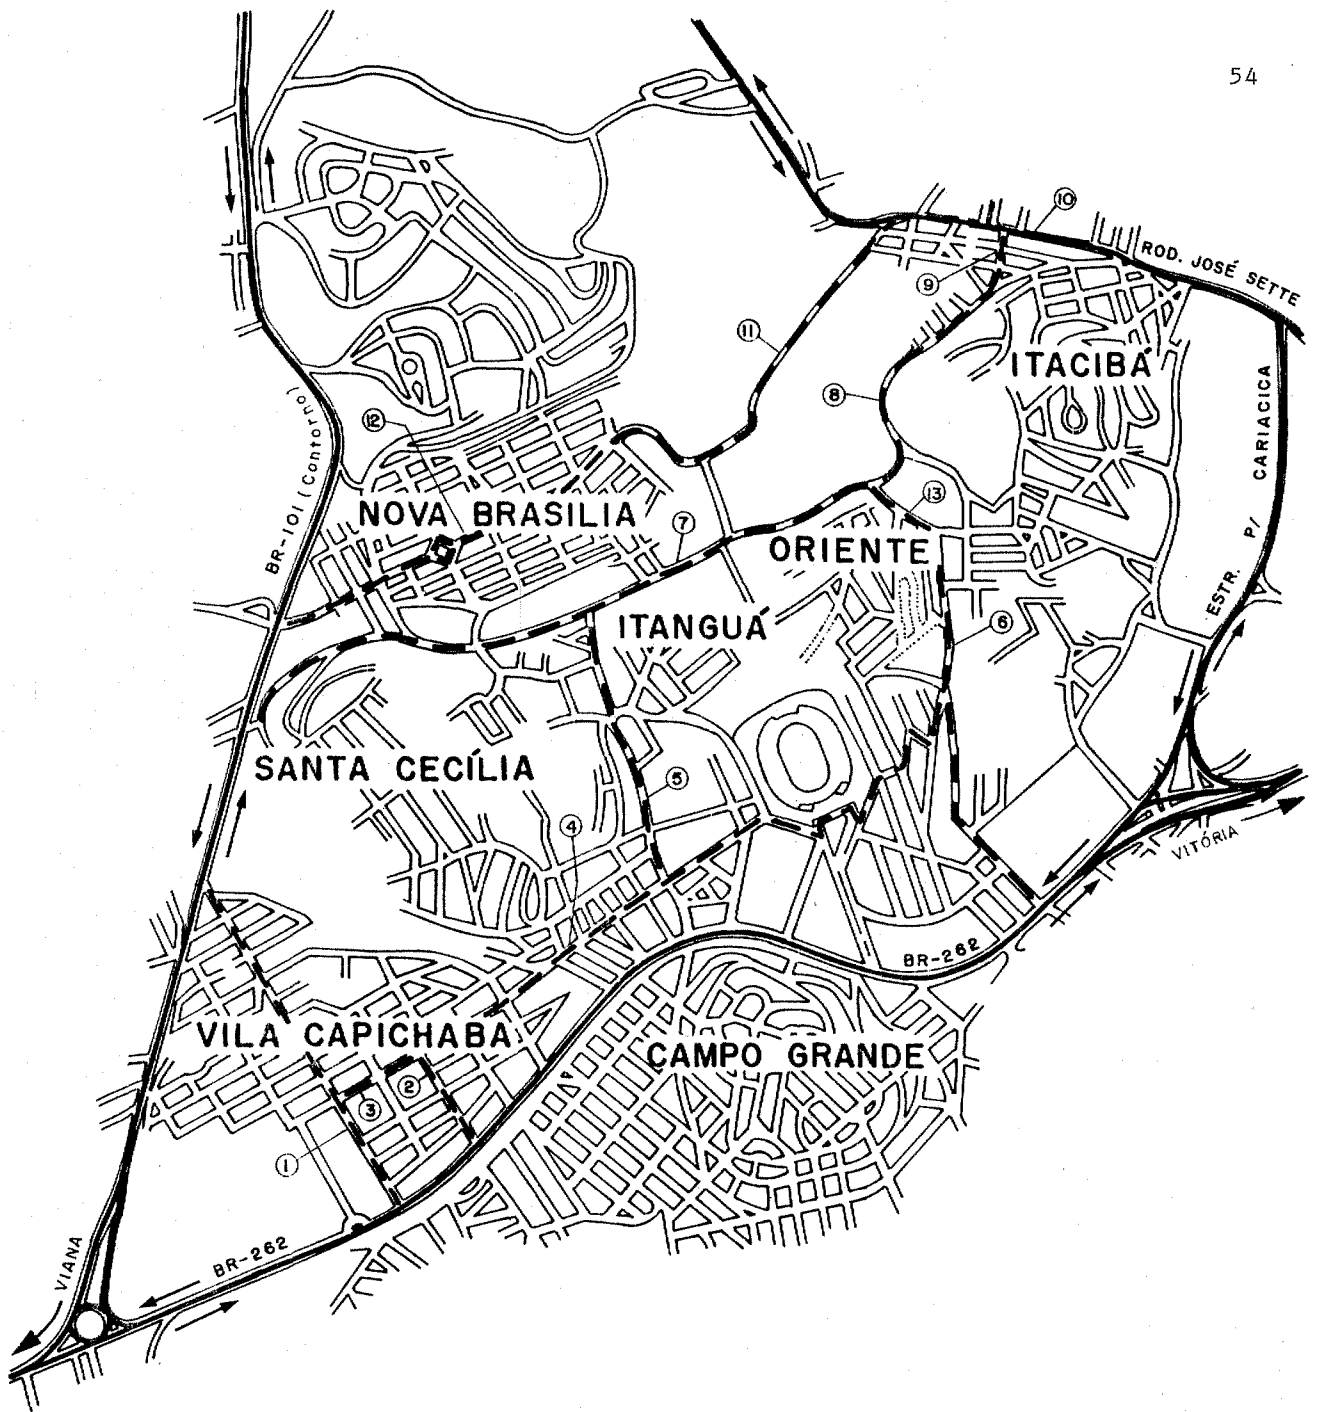 54
10
ROD. JOSÉ SETTE
9
11
ITACIBÁ
8
12
BR-101 (Contorno)
ESTR. P/ CARIACICA
13
NOVA BRASILIA
7
ORIENTE
ITANGUÁ
6
SANTA CECÍLIA
5
4
VITÓRIA
BR-262
VILA CAPICHABA
CAMPO GRANDE
2
3
1
VIANA
BR-262